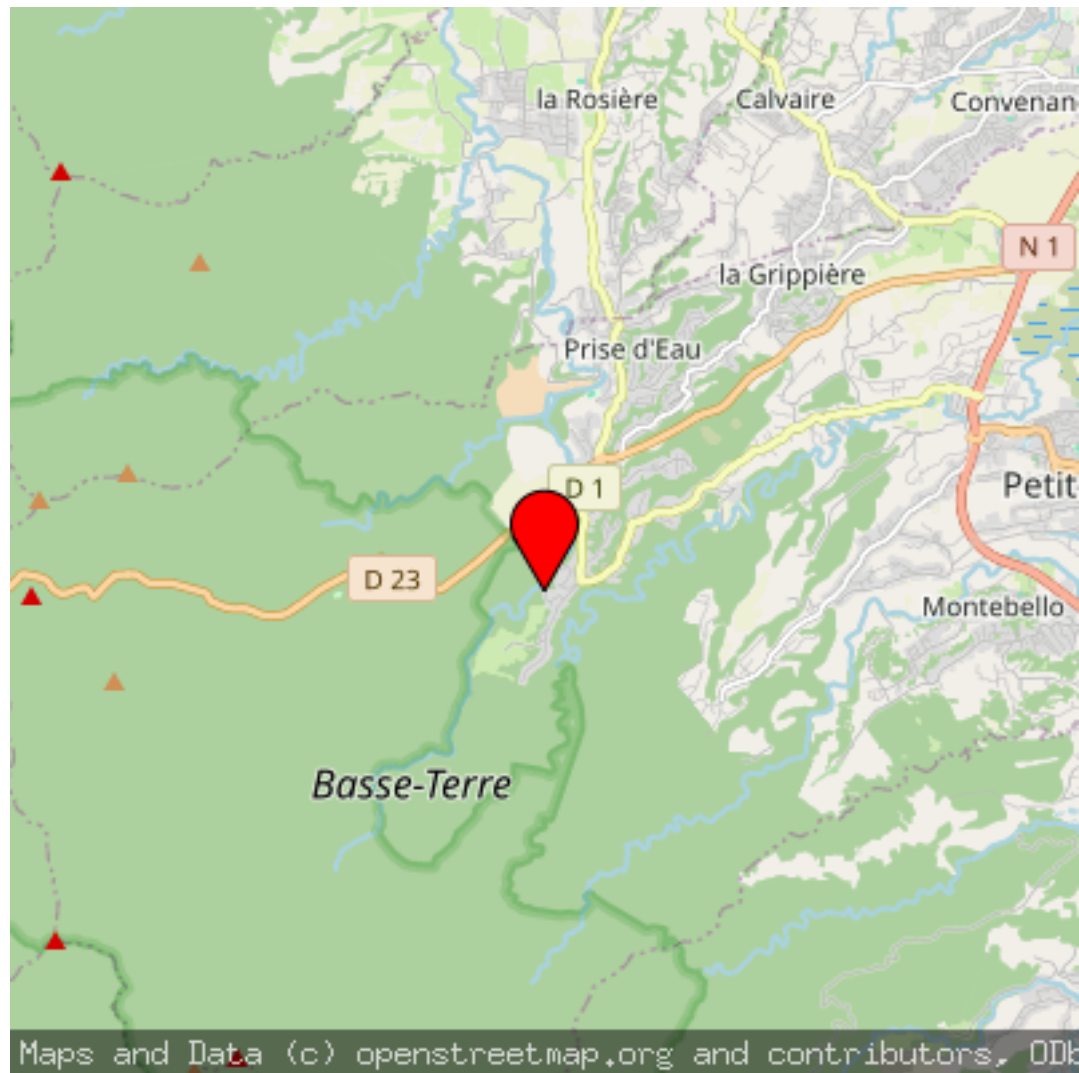 la Rosière
Calvaire
Convenan
N 1
la Grippière
Prise d'Eau
D 1
Petit
D 23
Montebello
Basse-Terre
Maps and Data (c) openstreetmap.org and contributors, ODb